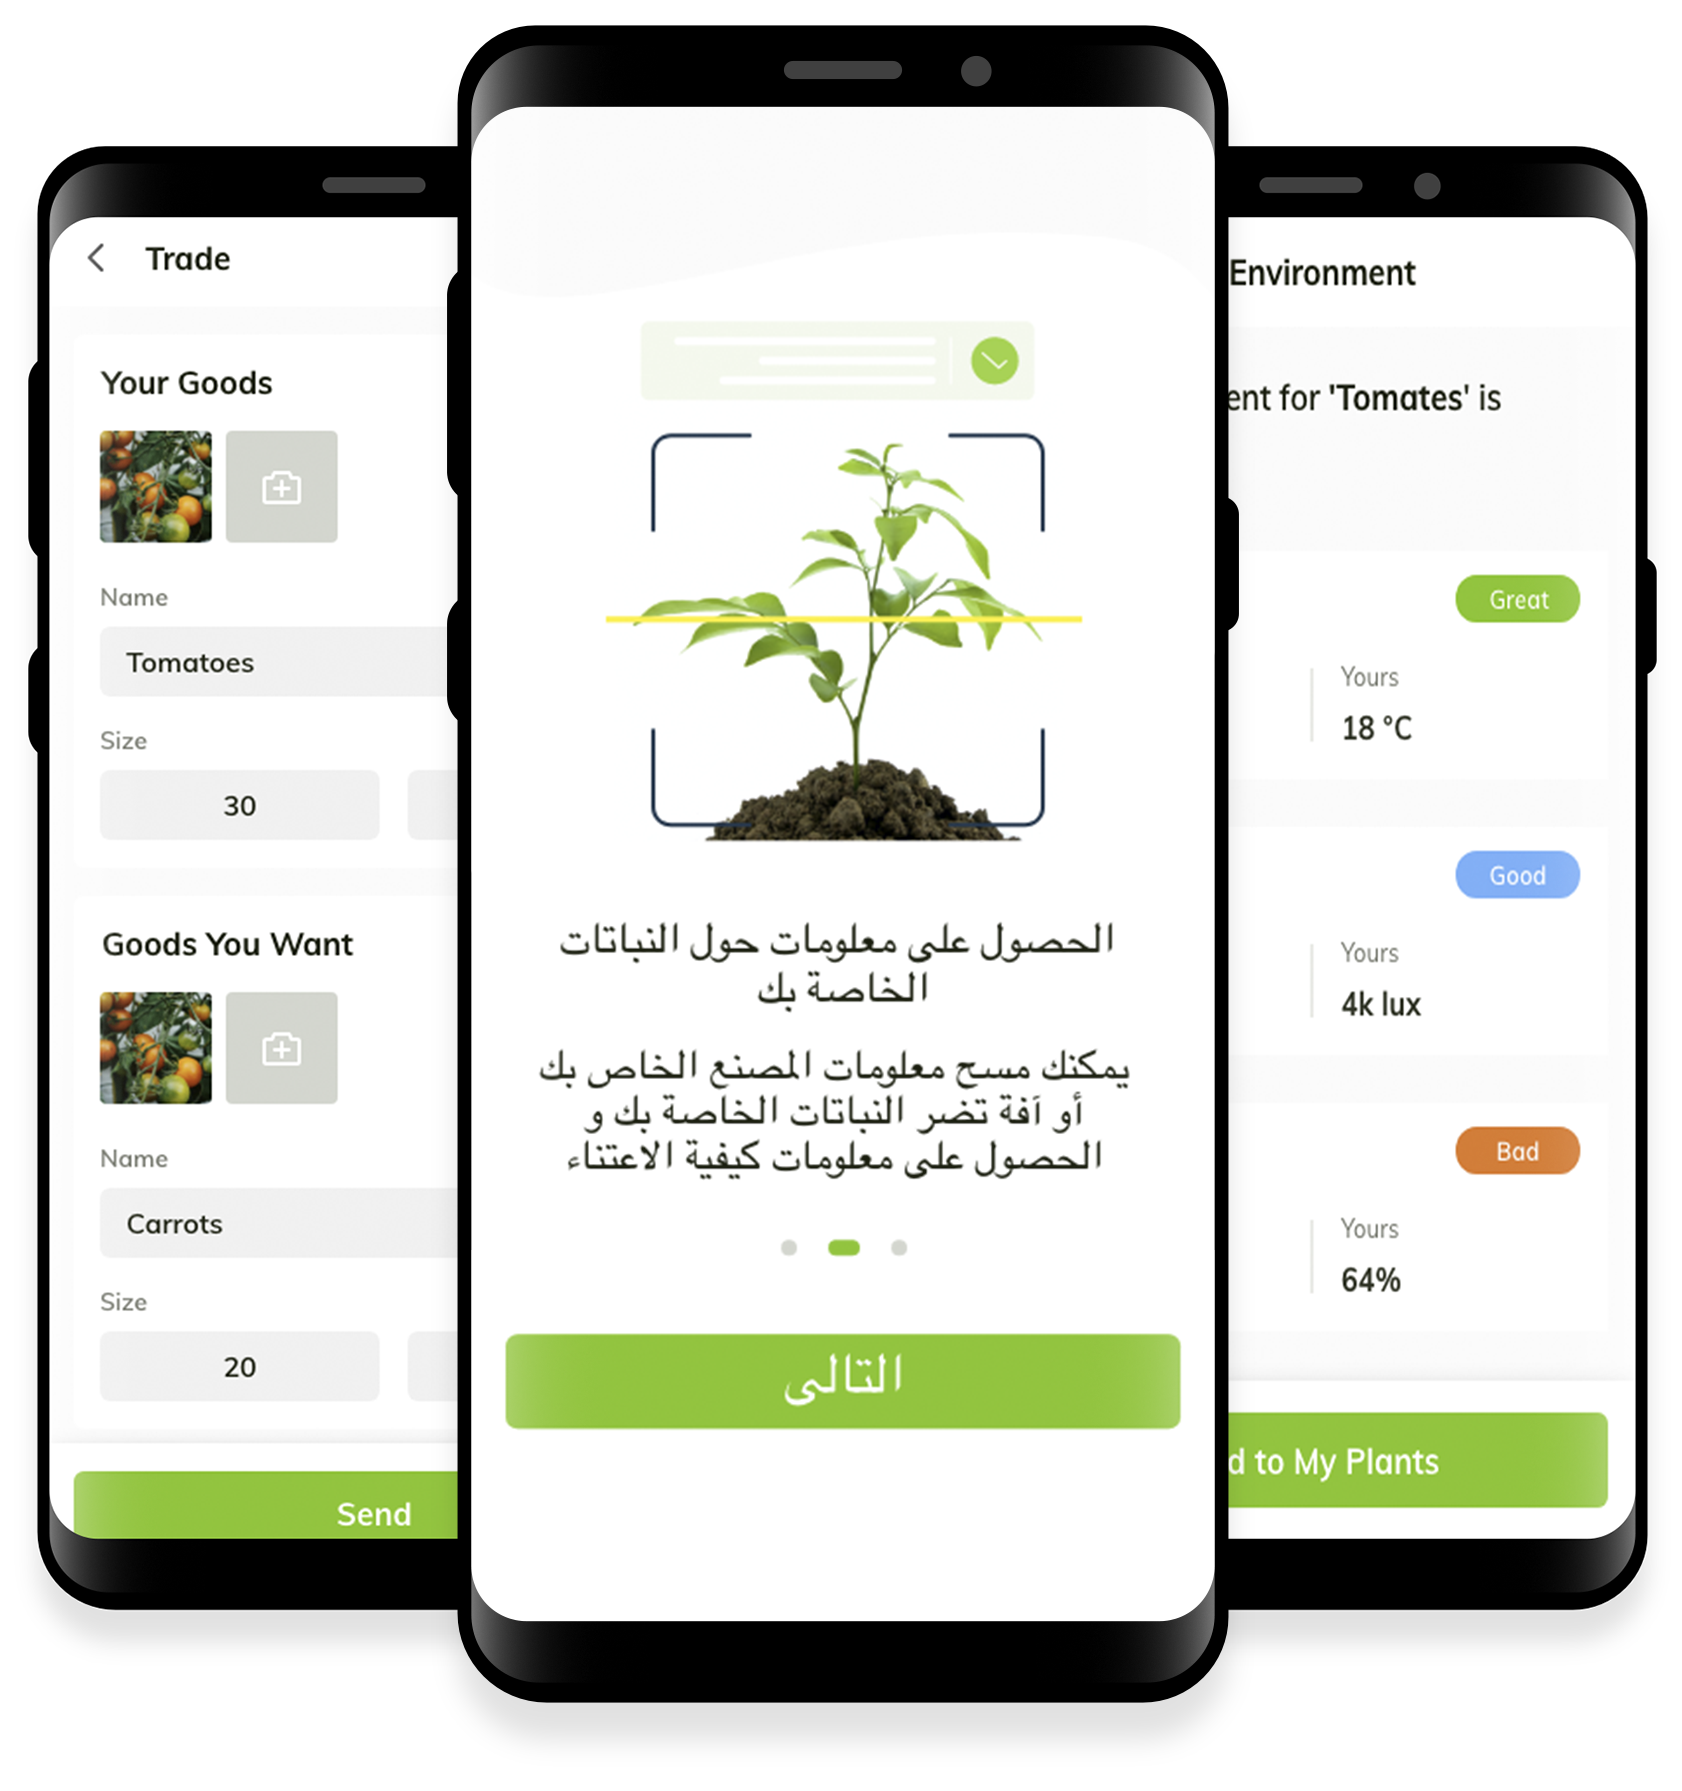 Trade
Your Goods
Name
Tomatoes
Size
30
Goods You Want
Name
Carrots
Size
20
Send
الحصول على معلومات حول النباتات
الخاصة بك
يمكنك مسح معلومات المصنع الخاص بك
أو آفة تضر النباتات الخاصة بك و
الحصول على معلومات كيفية الاعتناء
التالى
Environment
ent for 'Tomates' is
Great
Yours
18 °C
Good
Yours
4k lux
Bad
Yours
64%
d to My Plants